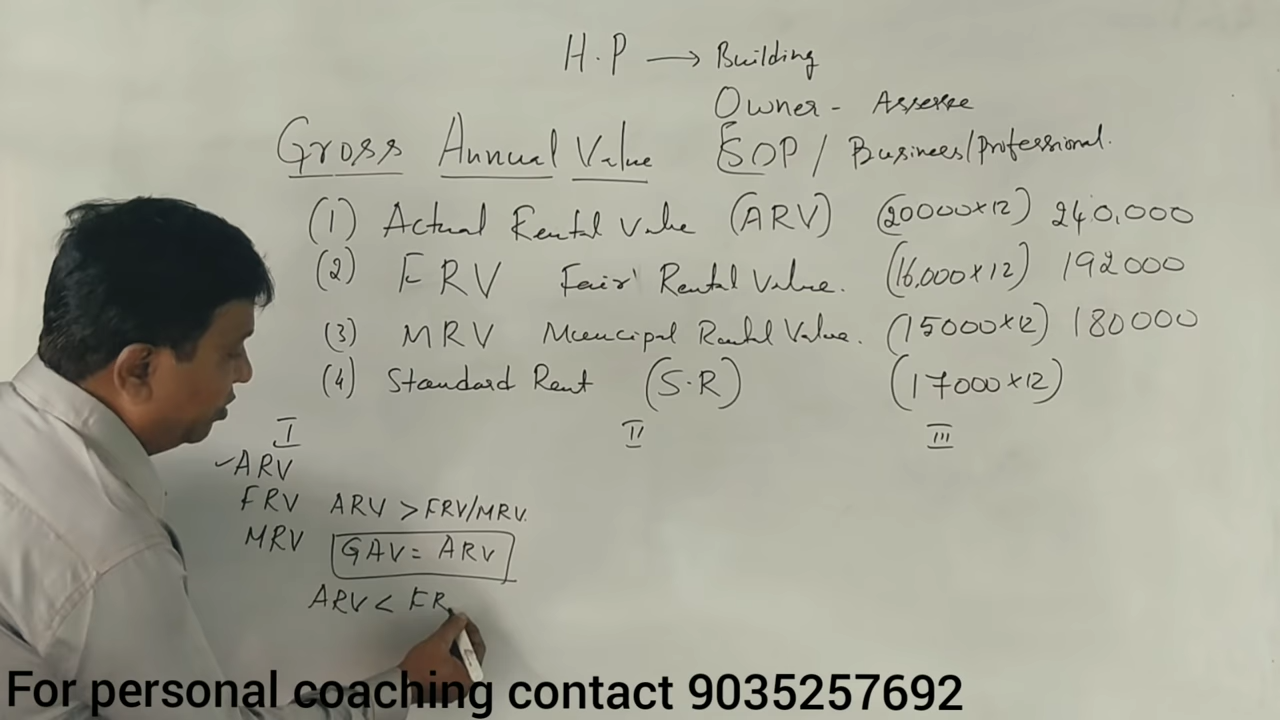 H.P → Building
Owner - Assesse
Gross Annual Value SOP / Business/Professional.
(1) Actual Rental Value (ARV) (20000×12) 240,000
(2) FRV Fair Rental Value. (16,000×12) 192000
(3) MRV Muncipal Rental Value. (15000×12) 180000
(4) Standard Rent (S.R) (17000×12)
I II III
✓ARV
FRV ARV > FRV/MRV.
MRV GAV = ARV
ARV < FR
For personal coaching contact 9035257692